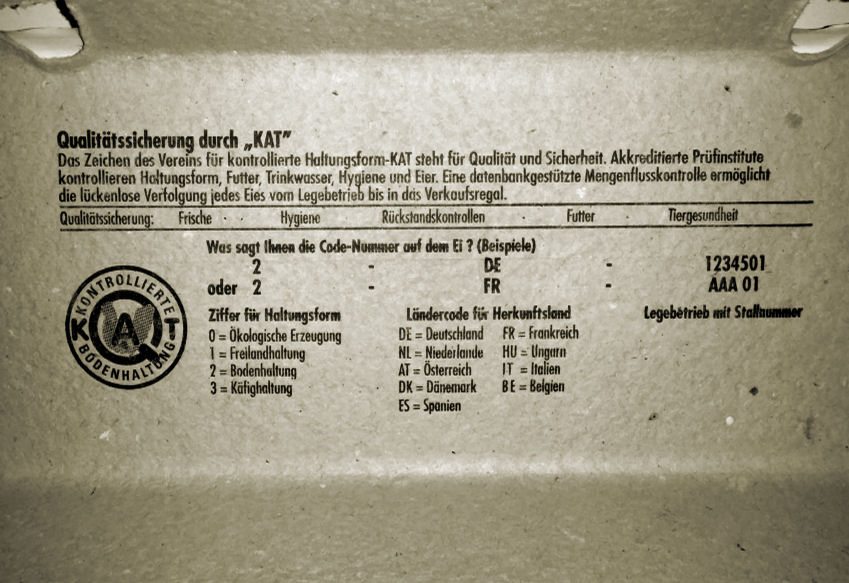 Qualitätssicherung durch „KAT”
Das Zeichen des Vereins für kontrollierte Haltungsform-KAT steht für Qualität und Sicherheit. Akkreditierte Prüfinstitute
kontrollieren Haltungsform, Futter, Trinkwasser, Hygiene und Eier. Eine datenbankgestützte Mengenflusskontrolle ermöglicht
die lückenlose Verfolgung jedes Eies vom Legebetrieb bis in das Verkaufsregal.
Qualitätssicherung: Frische · · Hygiene Rückstandskontrollen · Futter · Tiergesundheit
Was sagt Ihnen die Code-Nummer auf dem Ei ? (Beispiele)
2 - DE - 1234501
oder 2 - FR - AAA 01
Ziffer für Haltungsform Ländercode für Herkunftsland Legebetrieb mit Stallnummer
0 = Ökologische Erzeugung DE = Deutschland FR = Frankreich
1 = Freilandhaltung NL = Niederlande HU = Ungarn
2 = Bodenhaltung AT = Österreich IT = Italien
3 = Käfighaltung DK = Dänemark BE = Belgien
ES = Spanien
KONTROLLIERTE
KAT
BODENHALTUNG